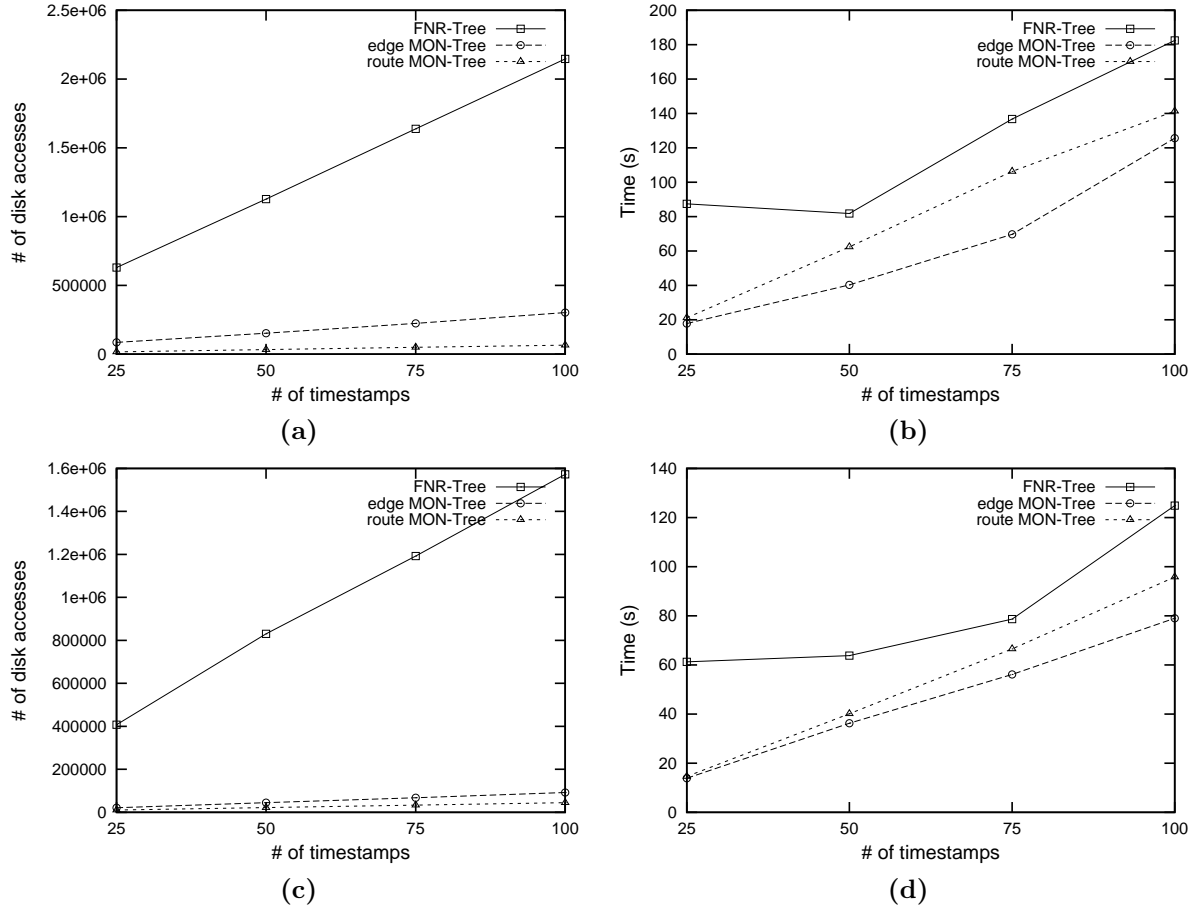 2.5e+06
2e+06
1.5e+06
1e+06
500000
0
25
50
75
100
# of disk accesses
# of timestamps
FNR-Tree
edge MON-Tree
route MON-Tree
(a)
200
180
160
140
120
100
80
60
40
20
0
25
50
75
100
Time (s)
# of timestamps
FNR-Tree
edge MON-Tree
route MON-Tree
(b)
1.6e+06
1.4e+06
1.2e+06
1e+06
800000
600000
400000
200000
0
25
50
75
100
# of disk accesses
# of timestamps
FNR-Tree
edge MON-Tree
route MON-Tree
(c)
140
120
100
80
60
40
20
0
25
50
75
100
Time (s)
# of timestamps
FNR-Tree
edge MON-Tree
route MON-Tree
(d)